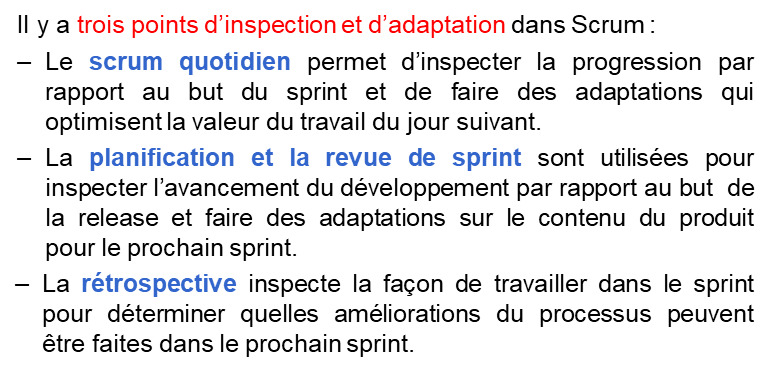 Il y a trois points d’inspection et d’adaptation dans Scrum :
– Le scrum quotidien permet d’inspecter la progression par
rapport au but du sprint et de faire des adaptations qui
optimisent la valeur du travail du jour suivant.
– La planification et la revue de sprint sont utilisées pour
inspecter l’avancement du développement par rapport au but de
la release et faire des adaptations sur le contenu du produit
pour le prochain sprint.
– La rétrospective inspecte la façon de travailler dans le sprint
pour déterminer quelles améliorations du processus peuvent
être faites dans le prochain sprint.